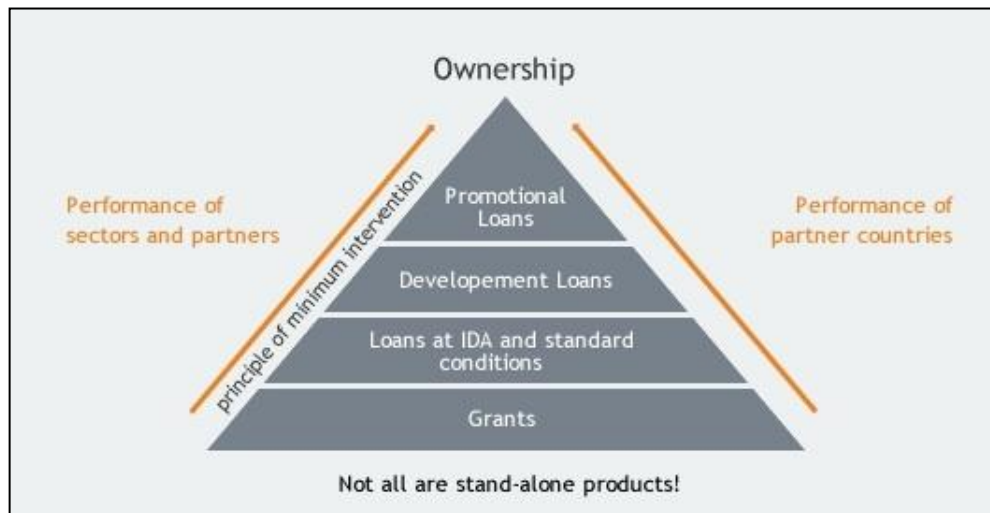 Ownership
Performance of
sectors and partners
principle of minimum intervention
Promotional
Loans
Developement Loans
Loans at IDA and standard
conditions
Grants
Performance of
partner countries
Not all are stand-alone products!